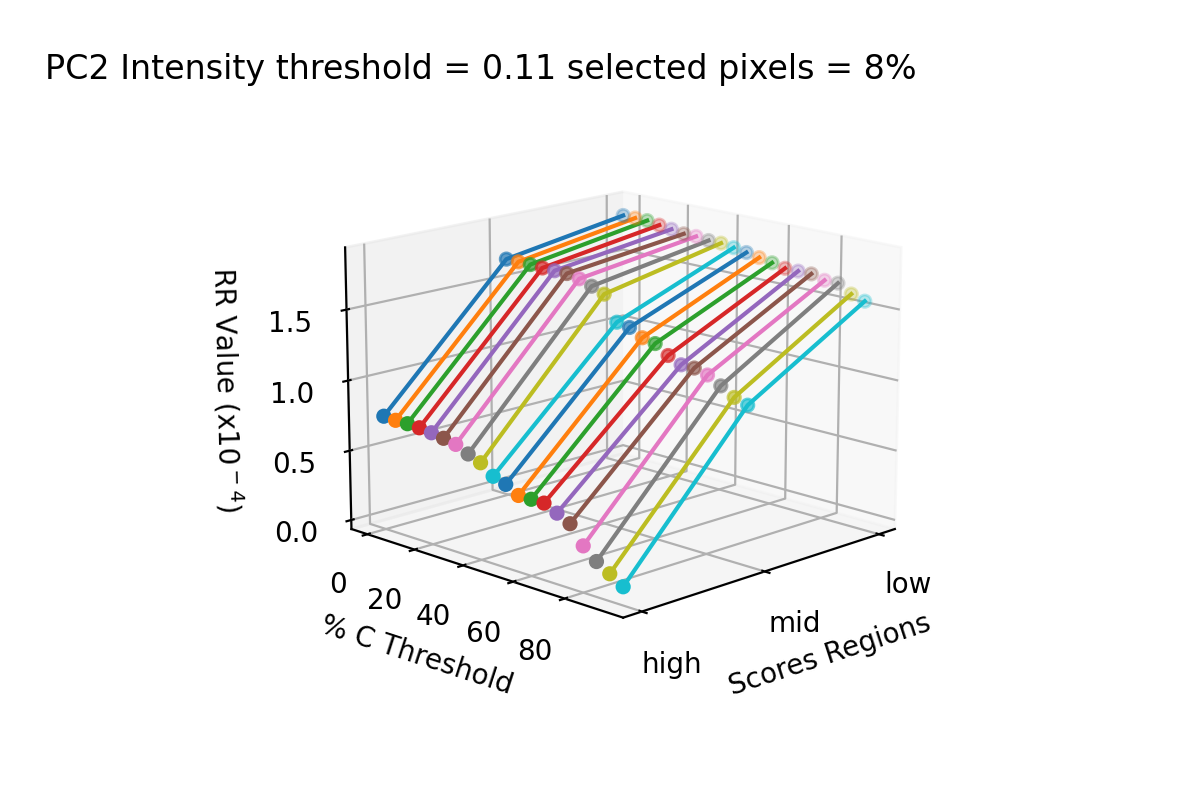 PC2 Intensity threshold = 0.11 selected pixels = 8%
RR Value (x10⁻⁴)
1.5
1.0
0.5
0.0
0
20
40
60
80
% C Threshold
high
mid
low
Scores Regions